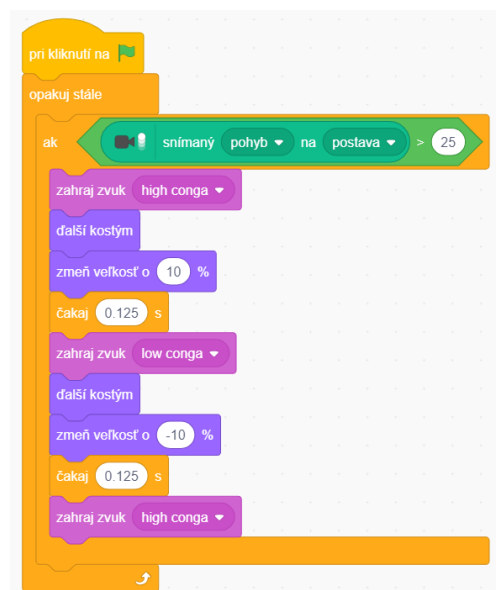 pri kliknutí na
opakuj stále
ak snímaný pohyb na postava > 25
zahraj zvuk high conga
ďalší kostým
zmeň veľkosť o 10 %
čakaj 0.125 s
zahraj zvuk low conga
ďalší kostým
zmeň veľkosť o -10 %
čakaj 0.125 s
zahraj zvuk high conga